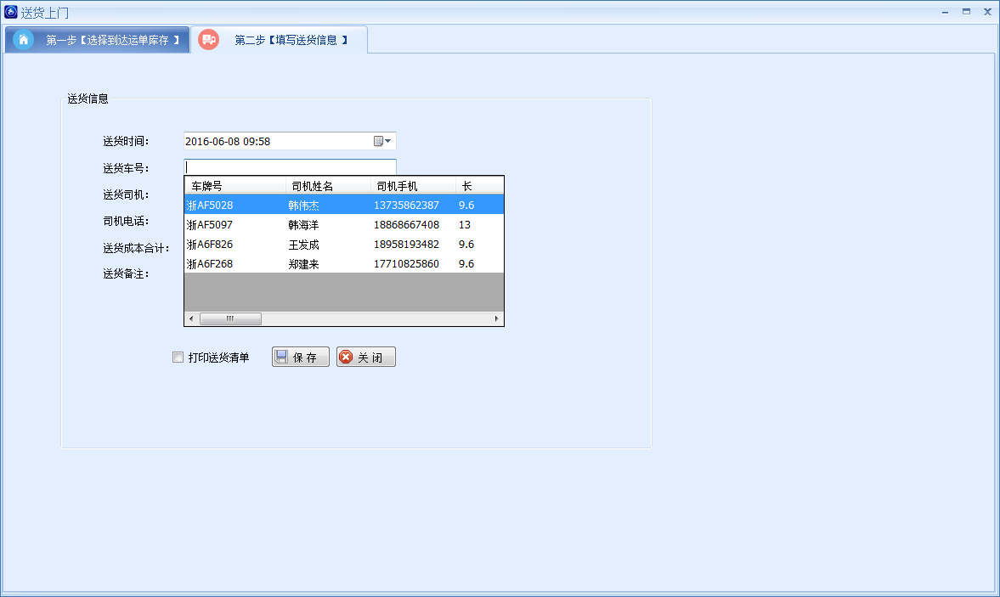 送货上门
第一步【选择到达运单库存 】
第二步【填写送货信息 】
送货信息
送货时间：
2016-06-08 09:58
送货车号：
送货司机：
司机电话：
送货成本合计：
送货备注：
车牌号 司机姓名 司机手机 长
浙AF5028 韩伟杰 13735862387 9.6
浙AF5097 韩海洋 18868667408 13
浙A6F826 王发成 18958193482 9.6
浙A6F268 郑建来 17710825860 9.6
打印送货清单
保 存
关 闭